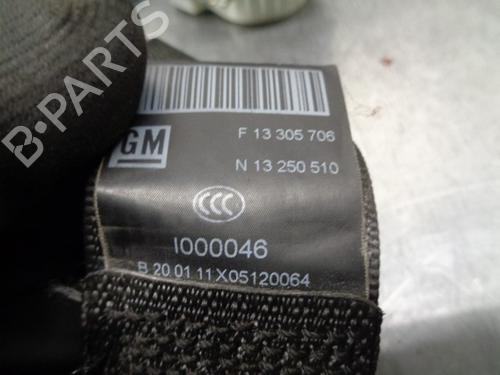 B-PARTS
GM
F 13 305 706
N 13 250 510
CCC
I000046
B 20 01 11X05120064